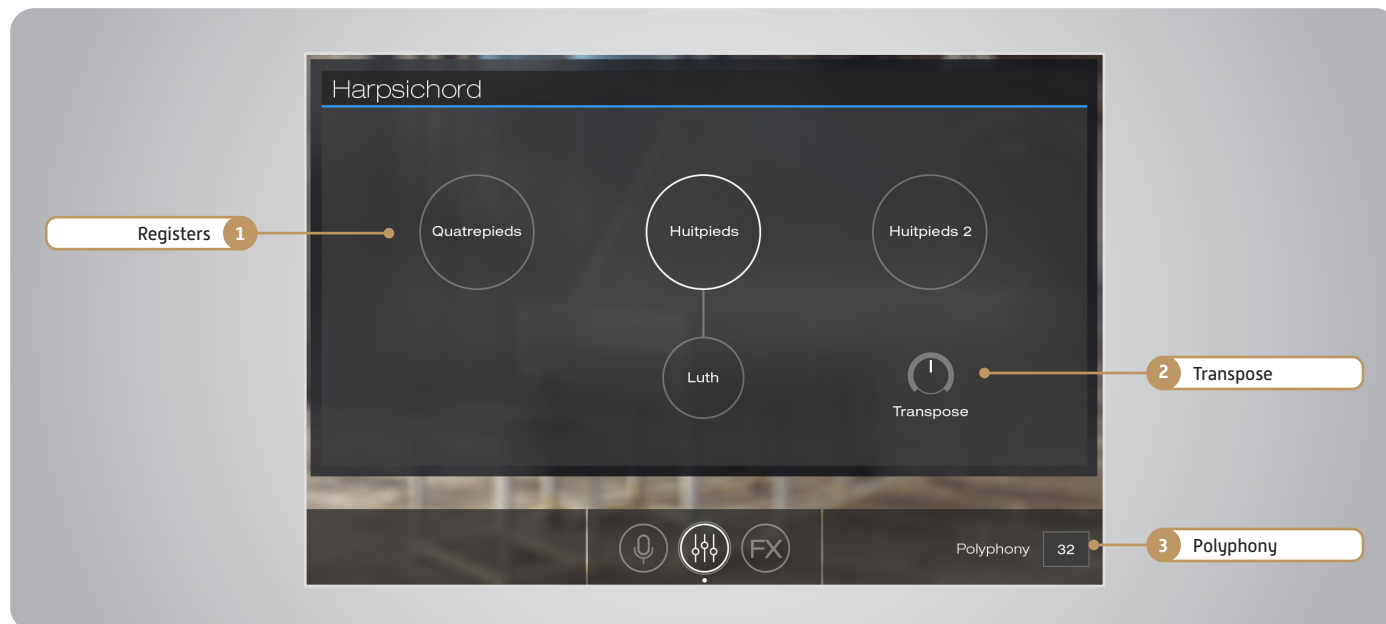 Harpsichord
Registers 1
Quatrepieds
Huitpieds
Huitpieds 2
Luth
Transpose
2 Transpose
FX
Polyphony 32
3 Polyphony